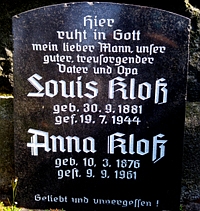 Hier
ruht in Gott
mein lieber Mann, unser
guter, treusorgender
Vater und Opa
Louis Kloß
geb. 30. 9. 1881
gef. 19. 7. 1944
Anna Kloß
geb. 10. 3. 1876
gest. 9. 9. 1961
Geliebt und unvergessen!